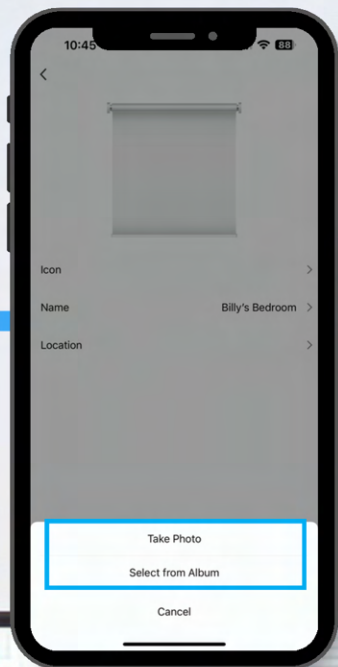 10:45
88
Icon
Name Billy's Bedroom
Location
Take Photo
Select from Album
Cancel